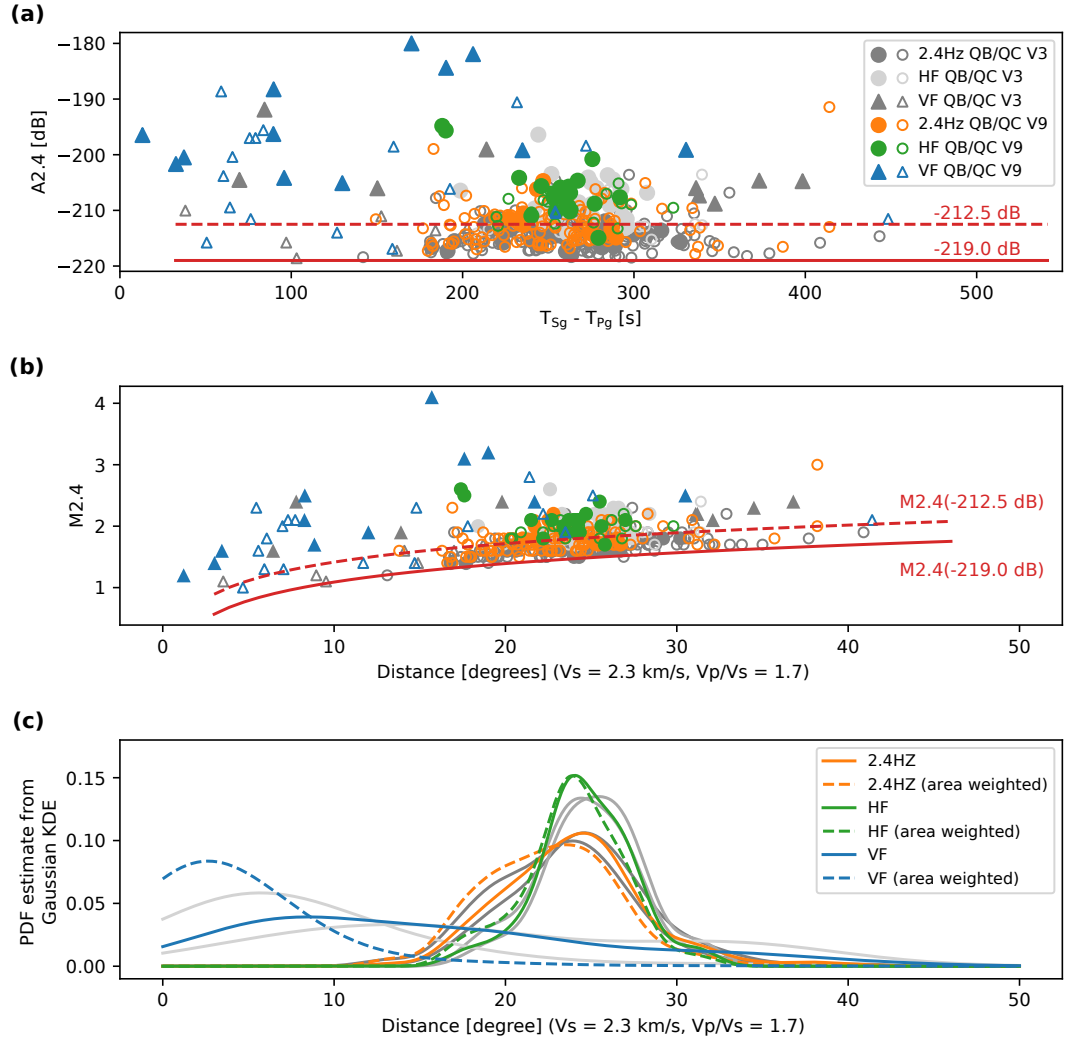 (a)
−180
−190
−200
−210
−220
A2.4 [dB]
2.4Hz QB/QC V3
HF QB/QC V3
VF QB/QC V3
2.4Hz QB/QC V9
HF QB/QC V9
VF QB/QC V9
-212.5 dB
-219.0 dB
0 100 200 300 400 500
T_Sg - T_Pg [s]
(b)
4
3
2
1
M2.4
M2.4(-212.5 dB)
M2.4(-219.0 dB)
0 10 20 30 40 50
Distance [degrees] (Vs = 2.3 km/s, Vp/Vs = 1.7)
(c)
0.15
0.10
0.05
0.00
PDF estimate from
Gaussian KDE
2.4HZ
2.4HZ (area weighted)
HF
HF (area weighted)
VF
VF (area weighted)
0 10 20 30 40 50
Distance [degree] (Vs = 2.3 km/s, Vp/Vs = 1.7)